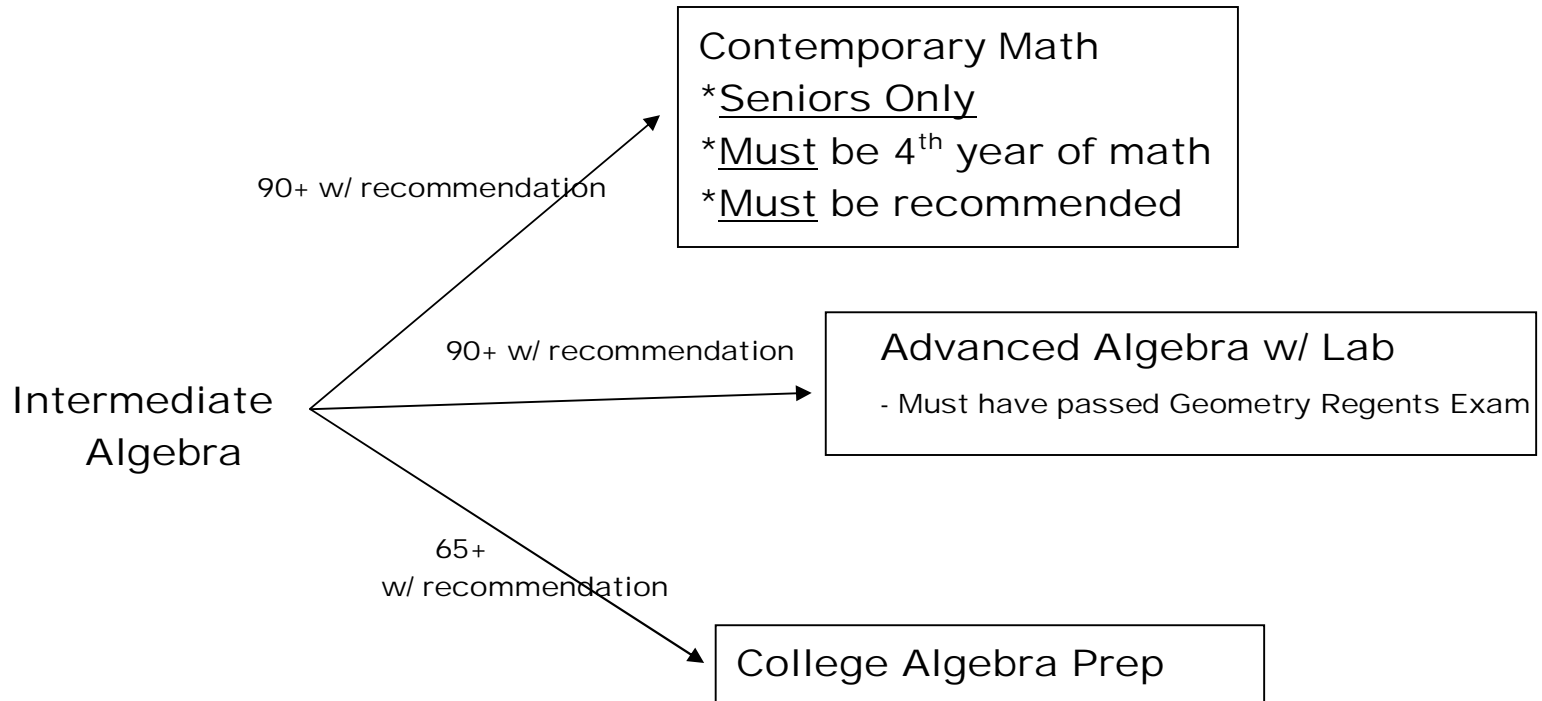 Contemporary Math
*Seniors Only
*Must be 4th year of math
*Must be recommended
90+ w/ recommendation
90+ w/ recommendation
Advanced Algebra w/ Lab
- Must have passed Geometry Regents Exam
Intermediate
Algebra
65+
w/ recommendation
College Algebra Prep